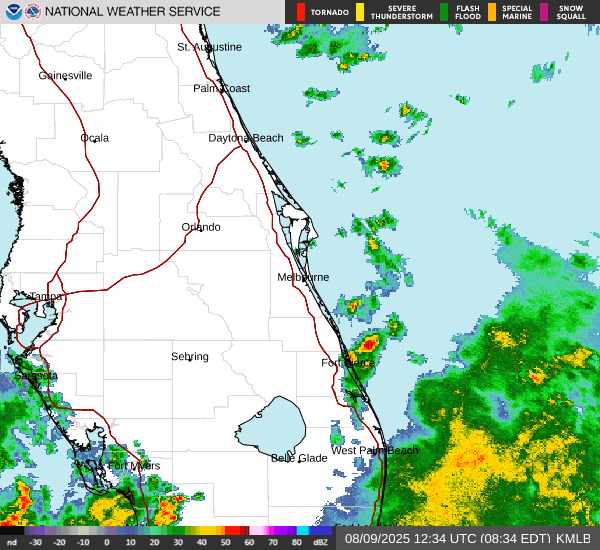 NATIONAL WEATHER SERVICE
TORNADO
SEVERE
THUNDERSTORM
FLASH
FLOOD
SPECIAL
MARINE
SNOW
SQUALL
St. Augustine
Gainesville
Palm Coast
Ocala
Daytona Beach
Orlando
Melbourne
Tampa
Sebring
Fort Pierce
Sarasota
West Palm Beach
Belle Glade
Fort Myers
nd -30 -20 -10 0 10 20 30 40 50 60 70 80 dBZ
08/09/2025 12:34 UTC (08:34 EDT) KMLB